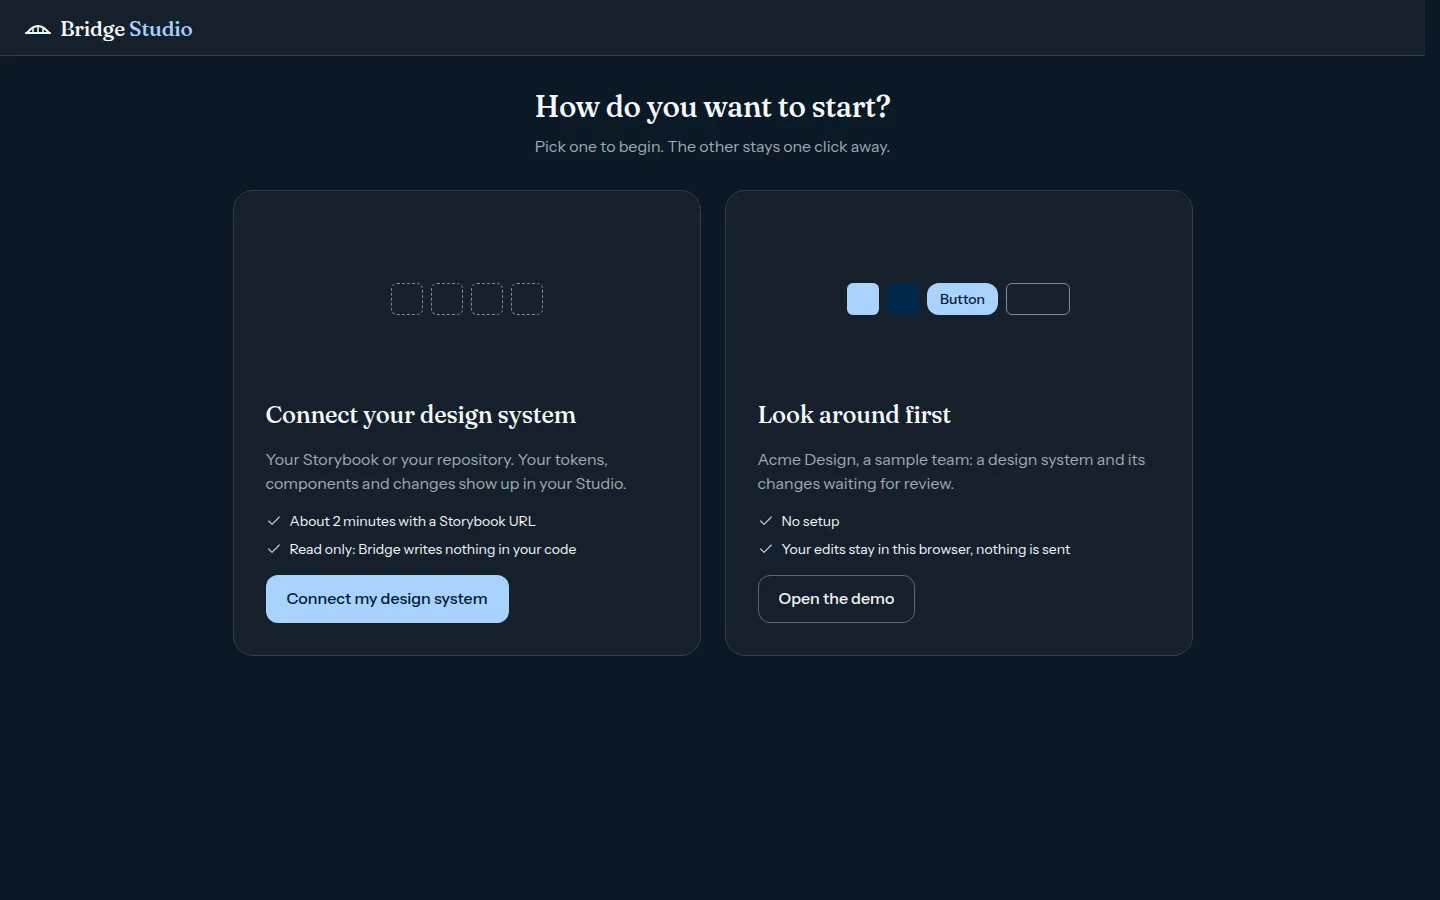 Bridge Studio
How do you want to start?
Pick one to begin. The other stays one click away.
Button
Connect your design system
Your Storybook or your repository. Your tokens,
components and changes show up in your Studio.
About 2 minutes with a Storybook URL
Read only: Bridge writes nothing in your code
Connect my design system
Look around first
Acme Design, a sample team: a design system and its
changes waiting for review.
No setup
Your edits stay in this browser, nothing is sent
Open the demo